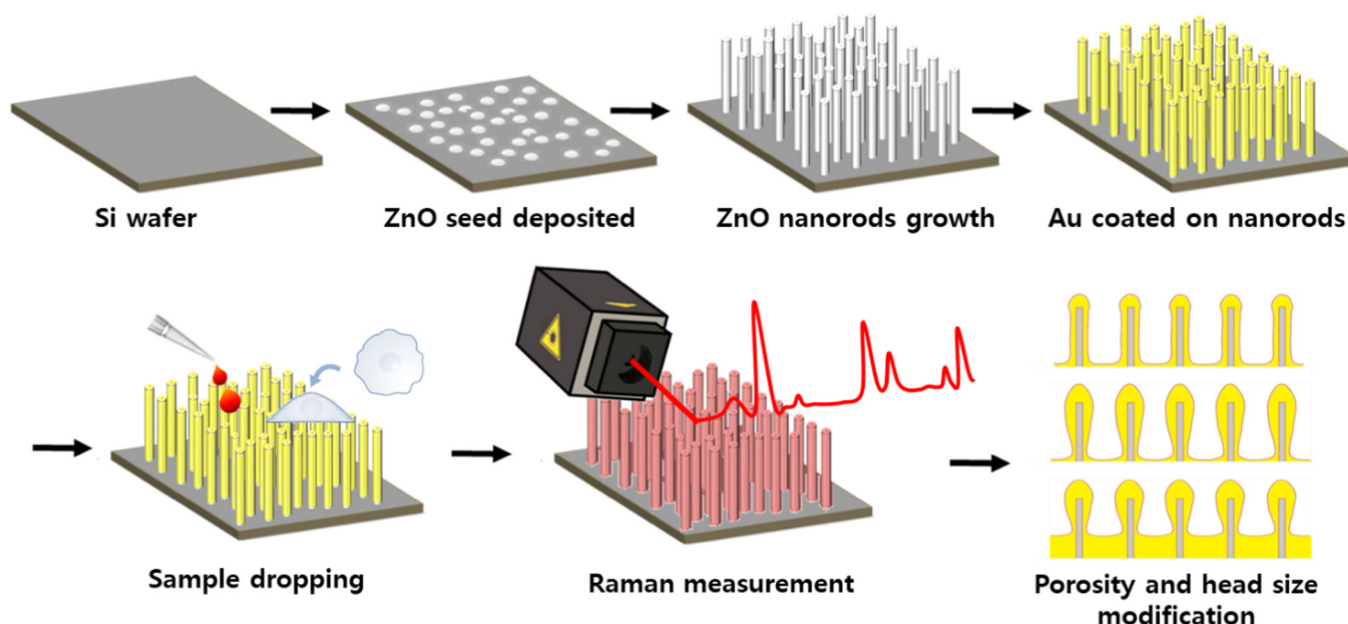 Si wafer
ZnO seed deposited
ZnO nanorods growth
Au coated on nanorods
Sample dropping
Raman measurement
Porosity and head size
modification